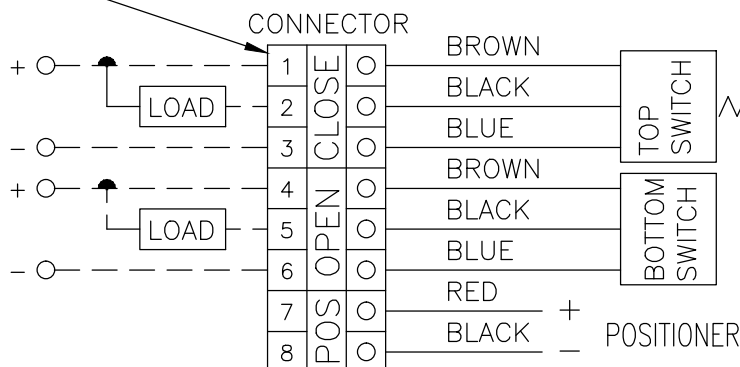 CONNECTOR
+ 1 CLOSE BROWN
LOAD 2 BLACK
- 3 BLUE
TOP SWITCH
+ 4 OPEN BROWN
LOAD 5 BLACK
- 6 BLUE
BOTTOM SWITCH
7 POS RED +
8 BLACK - POSITIONER